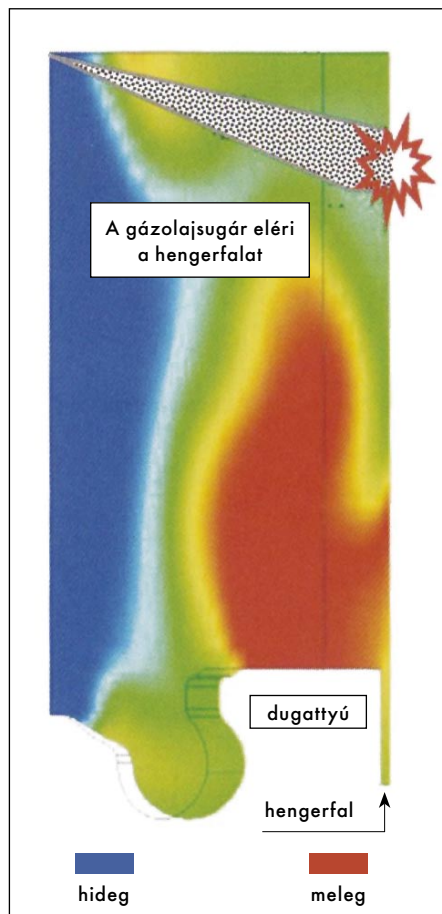 A gázolajsugár eléri
a hengerfalat
dugattyú
hengerfal
hideg
meleg